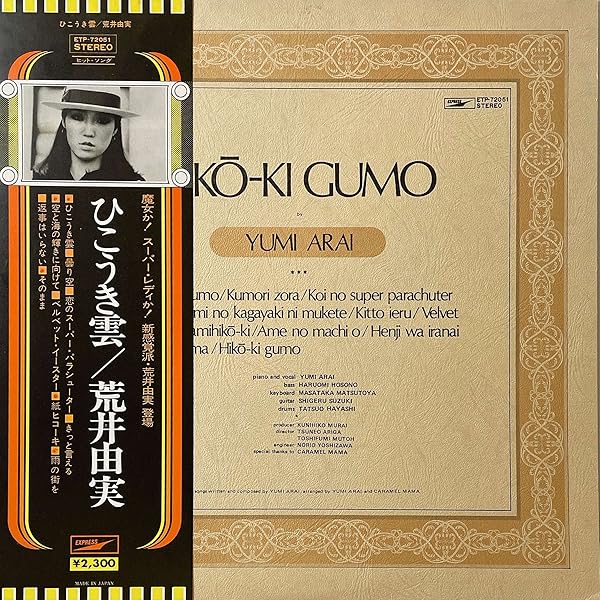 ひこうき雲/荒井由実
ETP-72051
STEREO
ヒット・ソング
魔女か!スーパー・レディか! 新感覚派・荒井由実 登場
ひこうき雲/荒井由実
ひこうき雲■曇り空■恋のスーパー・パラシューター■きっと言える
空と海の輝きに向けて■ベルベット・イースター■紙ヒコーキ■雨の街を
返事はいらない■そのまま
EXPRESS
¥2,300
MADE IN JAPAN
EXPRESS
ETP-72051
STEREO
KŌ-KI GUMO
by
YUMI ARAI
***
umo/Kumori zora/Koi no super parachuter
mi no kagayaki ni mukete/Kitto ieru/Velvet
amihikō-ki/Ame no machi o/Henji wa iranai
ma/Hikō-ki gumo
piano and vocal YUMI ARAI
bass HARUOMI HOSONO
keyboard MASATAKA MATSUTOYA
guitar SHIGERU SUZUKI
drums TATSUO HAYASHI
producer KUNIHIKO MURAI
director TSUNEO ARIGA
TOSHIFUMI MUTOH
engineer NORIO YOSHIZAWA
special thanks to CARAMEL MAMA
songs written and composed by YUMI ARAI, arranged by YUMI ARAI and CARAMEL MAMA